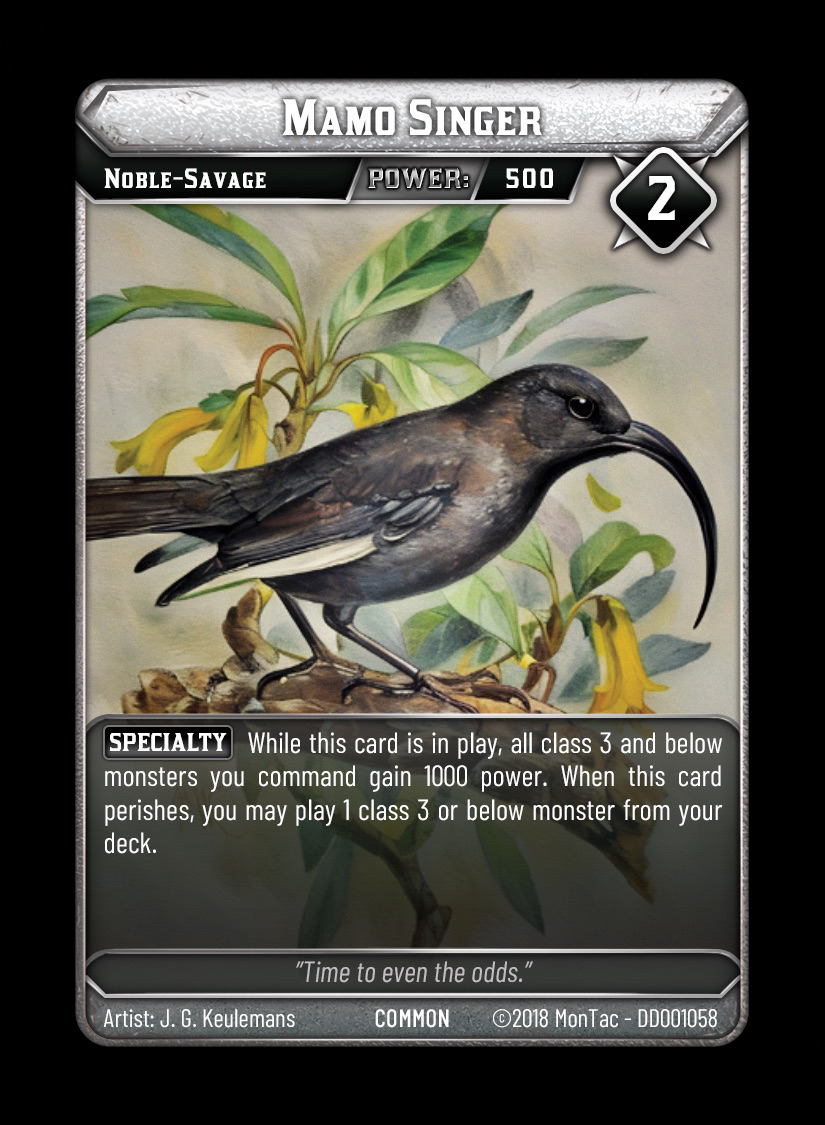 Mamo Singer
Noble-Savage POWER: 500
2
SPECIALTY While this card is in play, all class 3 and below
monsters you command gain 1000 power. When this card
perishes, you may play 1 class 3 or below monster from your
deck.
"Time to even the odds."
Artist: J. G. Keulemans COMMON ©2018 MonTac - DD001058